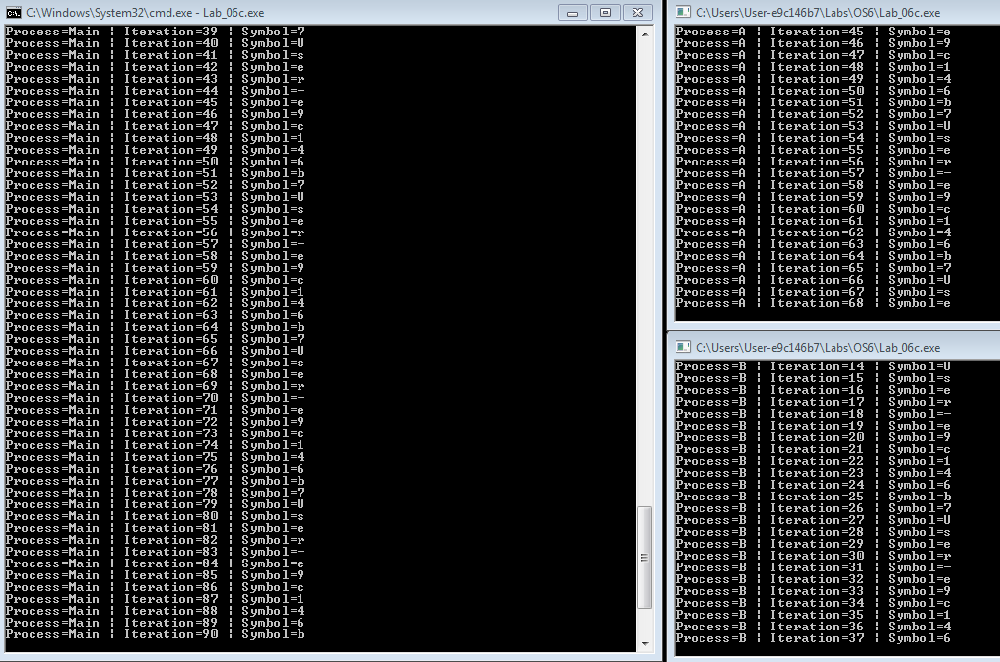 C:\Windows\System32\cmd.exe - Lab_06c.exe
Process=Main ¦ Iteration=39 ¦ Symbol=7
Process=Main ¦ Iteration=40 ¦ Symbol=U
Process=Main ¦ Iteration=41 ¦ Symbol=s
Process=Main ¦ Iteration=42 ¦ Symbol=e
Process=Main ¦ Iteration=43 ¦ Symbol=r
Process=Main ¦ Iteration=44 ¦ Symbol=-
Process=Main ¦ Iteration=45 ¦ Symbol=e
Process=Main ¦ Iteration=46 ¦ Symbol=9
Process=Main ¦ Iteration=47 ¦ Symbol=c
Process=Main ¦ Iteration=48 ¦ Symbol=1
Process=Main ¦ Iteration=49 ¦ Symbol=4
Process=Main ¦ Iteration=50 ¦ Symbol=6
Process=Main ¦ Iteration=51 ¦ Symbol=b
Process=Main ¦ Iteration=52 ¦ Symbol=7
Process=Main ¦ Iteration=53 ¦ Symbol=U
Process=Main ¦ Iteration=54 ¦ Symbol=s
Process=Main ¦ Iteration=55 ¦ Symbol=e
Process=Main ¦ Iteration=56 ¦ Symbol=r
Process=Main ¦ Iteration=57 ¦ Symbol=-
Process=Main ¦ Iteration=58 ¦ Symbol=e
Process=Main ¦ Iteration=59 ¦ Symbol=9
Process=Main ¦ Iteration=60 ¦ Symbol=c
Process=Main ¦ Iteration=61 ¦ Symbol=1
Process=Main ¦ Iteration=62 ¦ Symbol=4
Process=Main ¦ Iteration=63 ¦ Symbol=6
Process=Main ¦ Iteration=64 ¦ Symbol=b
Process=Main ¦ Iteration=65 ¦ Symbol=7
Process=Main ¦ Iteration=66 ¦ Symbol=U
Process=Main ¦ Iteration=67 ¦ Symbol=s
Process=Main ¦ Iteration=68 ¦ Symbol=e
Process=Main ¦ Iteration=69 ¦ Symbol=r
Process=Main ¦ Iteration=70 ¦ Symbol=-
Process=Main ¦ Iteration=71 ¦ Symbol=e
Process=Main ¦ Iteration=72 ¦ Symbol=9
Process=Main ¦ Iteration=73 ¦ Symbol=c
Process=Main ¦ Iteration=74 ¦ Symbol=1
Process=Main ¦ Iteration=75 ¦ Symbol=4
Process=Main ¦ Iteration=76 ¦ Symbol=6
Process=Main ¦ Iteration=77 ¦ Symbol=b
Process=Main ¦ Iteration=78 ¦ Symbol=7
Process=Main ¦ Iteration=79 ¦ Symbol=U
Process=Main ¦ Iteration=80 ¦ Symbol=s
Process=Main ¦ Iteration=81 ¦ Symbol=e
Process=Main ¦ Iteration=82 ¦ Symbol=r
Process=Main ¦ Iteration=83 ¦ Symbol=-
Process=Main ¦ Iteration=84 ¦ Symbol=e
Process=Main ¦ Iteration=85 ¦ Symbol=9
Process=Main ¦ Iteration=86 ¦ Symbol=c
Process=Main ¦ Iteration=87 ¦ Symbol=1
Process=Main ¦ Iteration=88 ¦ Symbol=4
Process=Main ¦ Iteration=89 ¦ Symbol=6
Process=Main ¦ Iteration=90 ¦ Symbol=b
C:\Users\User-e9c146b7\Labs\OS6\Lab_06c.exe
Process=A ¦ Iteration=45 ¦ Symbol=e
Process=A ¦ Iteration=46 ¦ Symbol=9
Process=A ¦ Iteration=47 ¦ Symbol=c
Process=A ¦ Iteration=48 ¦ Symbol=1
Process=A ¦ Iteration=49 ¦ Symbol=4
Process=A ¦ Iteration=50 ¦ Symbol=6
Process=A ¦ Iteration=51 ¦ Symbol=b
Process=A ¦ Iteration=52 ¦ Symbol=7
Process=A ¦ Iteration=53 ¦ Symbol=U
Process=A ¦ Iteration=54 ¦ Symbol=s
Process=A ¦ Iteration=55 ¦ Symbol=e
Process=A ¦ Iteration=56 ¦ Symbol=r
Process=A ¦ Iteration=57 ¦ Symbol=-
Process=A ¦ Iteration=58 ¦ Symbol=e
Process=A ¦ Iteration=59 ¦ Symbol=9
Process=A ¦ Iteration=60 ¦ Symbol=c
Process=A ¦ Iteration=61 ¦ Symbol=1
Process=A ¦ Iteration=62 ¦ Symbol=4
Process=A ¦ Iteration=63 ¦ Symbol=6
Process=A ¦ Iteration=64 ¦ Symbol=b
Process=A ¦ Iteration=65 ¦ Symbol=7
Process=A ¦ Iteration=66 ¦ Symbol=U
Process=A ¦ Iteration=67 ¦ Symbol=s
Process=A ¦ Iteration=68 ¦ Symbol=e
C:\Users\User-e9c146b7\Labs\OS6\Lab_06c.exe
Process=B ¦ Iteration=14 ¦ Symbol=U
Process=B ¦ Iteration=15 ¦ Symbol=s
Process=B ¦ Iteration=16 ¦ Symbol=e
Process=B ¦ Iteration=17 ¦ Symbol=r
Process=B ¦ Iteration=18 ¦ Symbol=-
Process=B ¦ Iteration=19 ¦ Symbol=e
Process=B ¦ Iteration=20 ¦ Symbol=9
Process=B ¦ Iteration=21 ¦ Symbol=c
Process=B ¦ Iteration=22 ¦ Symbol=1
Process=B ¦ Iteration=23 ¦ Symbol=4
Process=B ¦ Iteration=24 ¦ Symbol=6
Process=B ¦ Iteration=25 ¦ Symbol=b
Process=B ¦ Iteration=26 ¦ Symbol=7
Process=B ¦ Iteration=27 ¦ Symbol=U
Process=B ¦ Iteration=28 ¦ Symbol=s
Process=B ¦ Iteration=29 ¦ Symbol=e
Process=B ¦ Iteration=30 ¦ Symbol=r
Process=B ¦ Iteration=31 ¦ Symbol=-
Process=B ¦ Iteration=32 ¦ Symbol=e
Process=B ¦ Iteration=33 ¦ Symbol=9
Process=B ¦ Iteration=34 ¦ Symbol=c
Process=B ¦ Iteration=35 ¦ Symbol=1
Process=B ¦ Iteration=36 ¦ Symbol=4
Process=B ¦ Iteration=37 ¦ Symbol=6